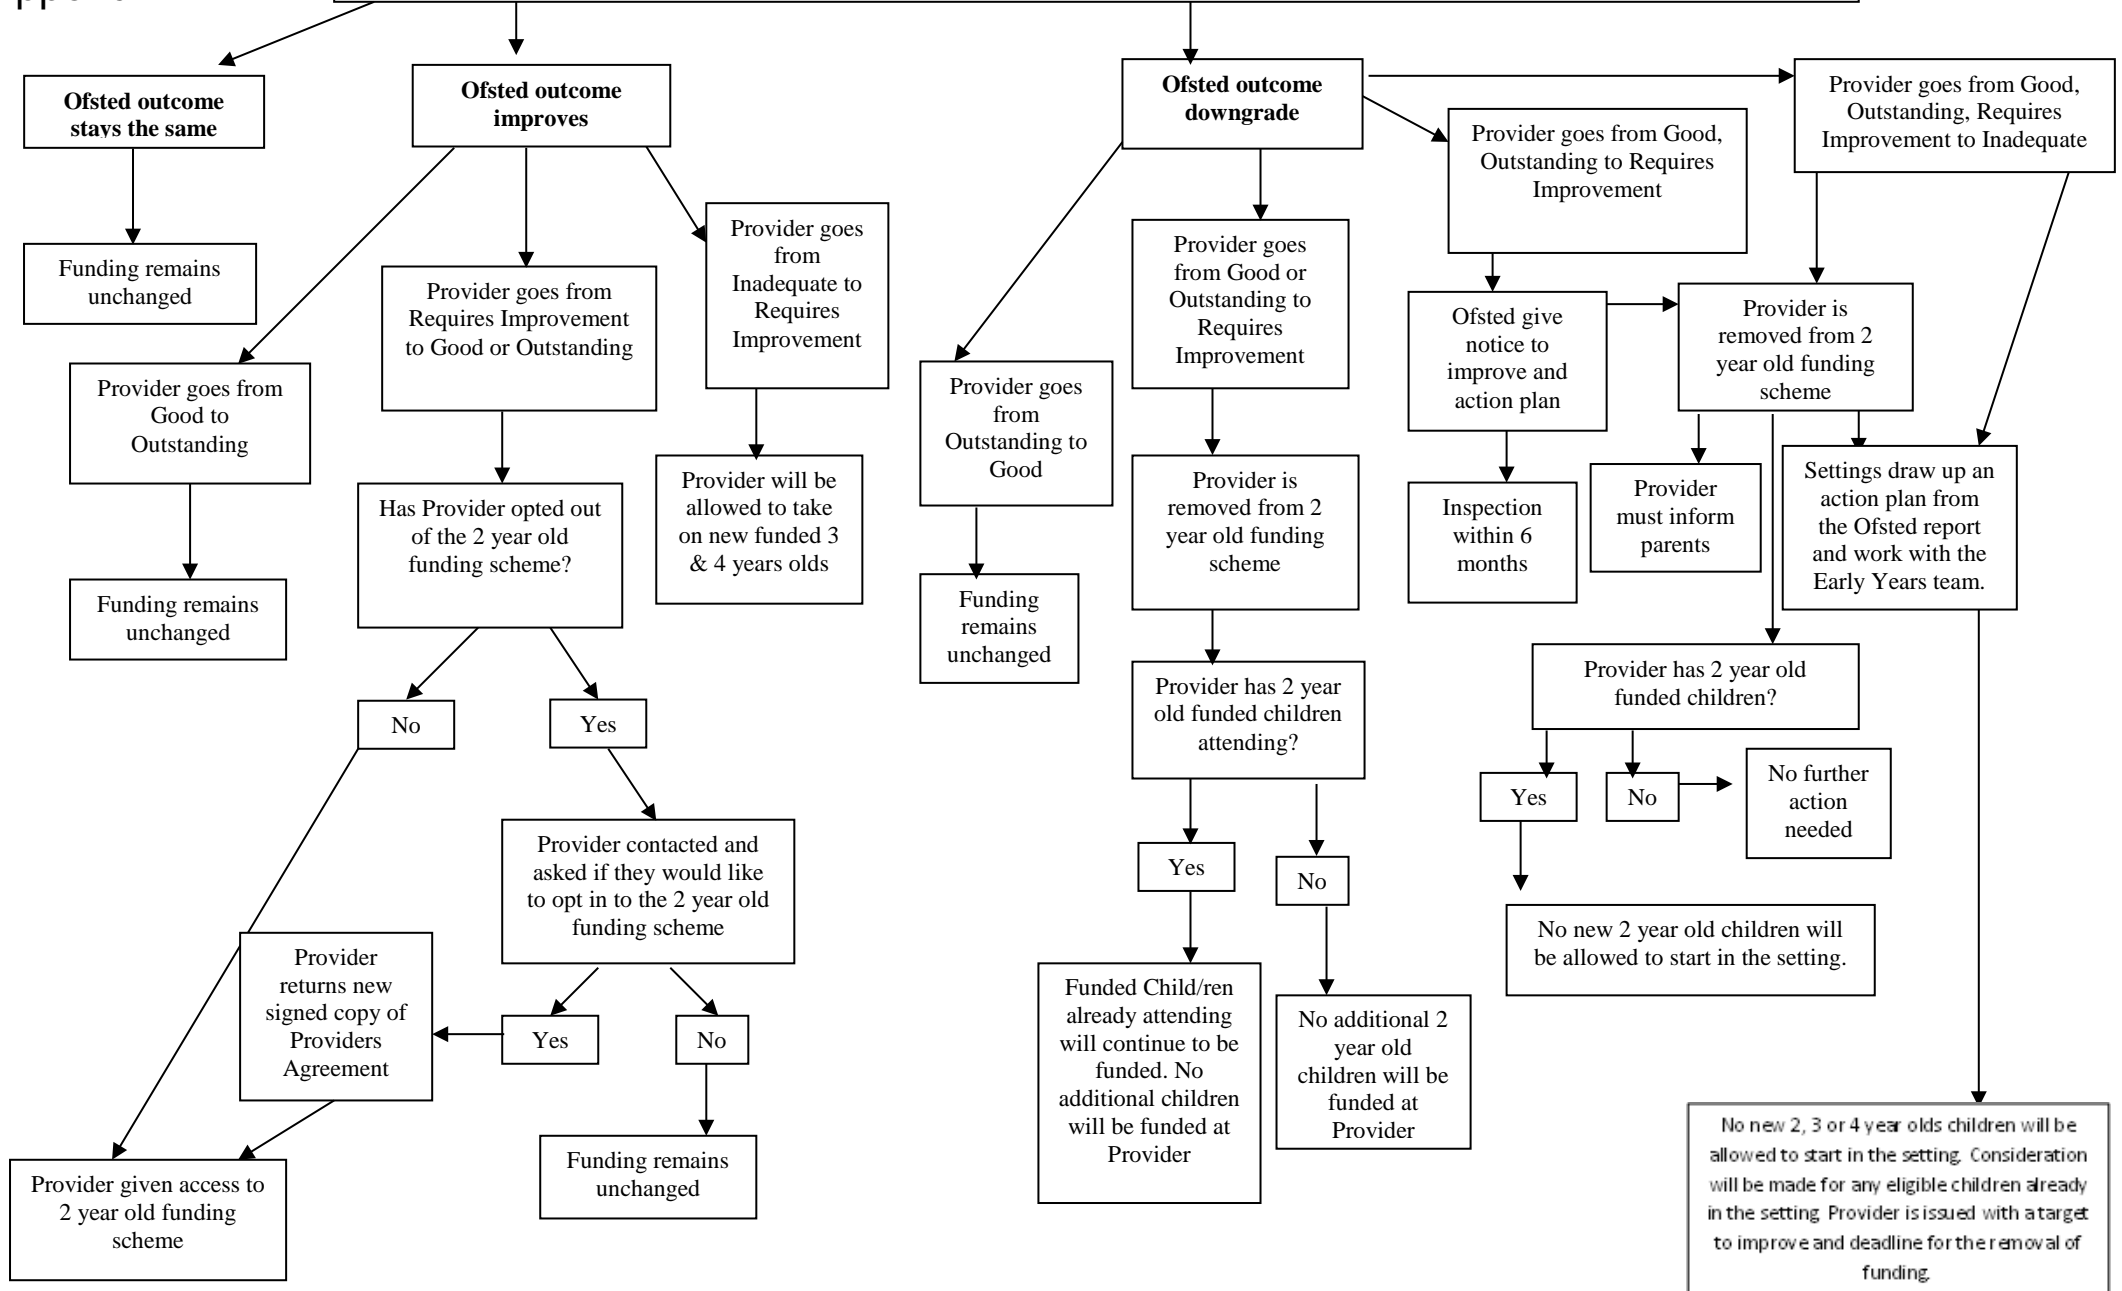 Ofsted outcome
stays the same
Funding remains
unchanged
Ofsted outcome
improves
Provider goes from
Good to
Outstanding
Funding remains
unchanged
Provider goes from
Requires Improvement
to Good or Outstanding
Has Provider opted out
of the 2 year old
funding scheme?
No
Yes
Provider contacted and
asked if they would like
to opt in to the 2 year old
funding scheme
Yes
No
Provider
returns new
signed copy of
Providers
Agreement
Funding remains
unchanged
Provider given access to
2 year old funding
scheme
Provider goes
from
Inadequate to
Requires
Improvement
Provider will be
allowed to take
on new funded 3
& 4 years olds
Ofsted outcome
downgrade
Provider goes
from
Outstanding to
Good
Funding
remains
unchanged
Provider goes
from Good or
Outstanding to
Requires
Improvement
Provider is
removed from 2
year old funding
scheme
Provider has 2 year
old funded children
attending?
Yes
No
Funded Child/ren
already attending
will continue to be
funded. No
additional children
will be funded at
Provider
No additional 2
year old
children will be
funded at
Provider
Provider goes from Good,
Outstanding to Requires
Improvement
Ofsted give
notice to
improve and
action plan
Inspection
within 6
months
Provider goes from Good,
Outstanding, Requires
Improvement to Inadequate
Provider is
removed from 2
year old funding
scheme
Provider
must inform
parents
Settings draw up an
action plan from
the Ofsted report
and work with the
Early Years team.
Provider has 2 year old
funded children?
Yes
No
No further
action
needed
No new 2 year old children will
be allowed to start in the setting.
No new 2, 3 or 4 year olds children will be
allowed to start in the setting. Consideration
will be made for any eligible children already
in the setting. Provider is issued with a target
to improve and deadline for the removal of
funding.